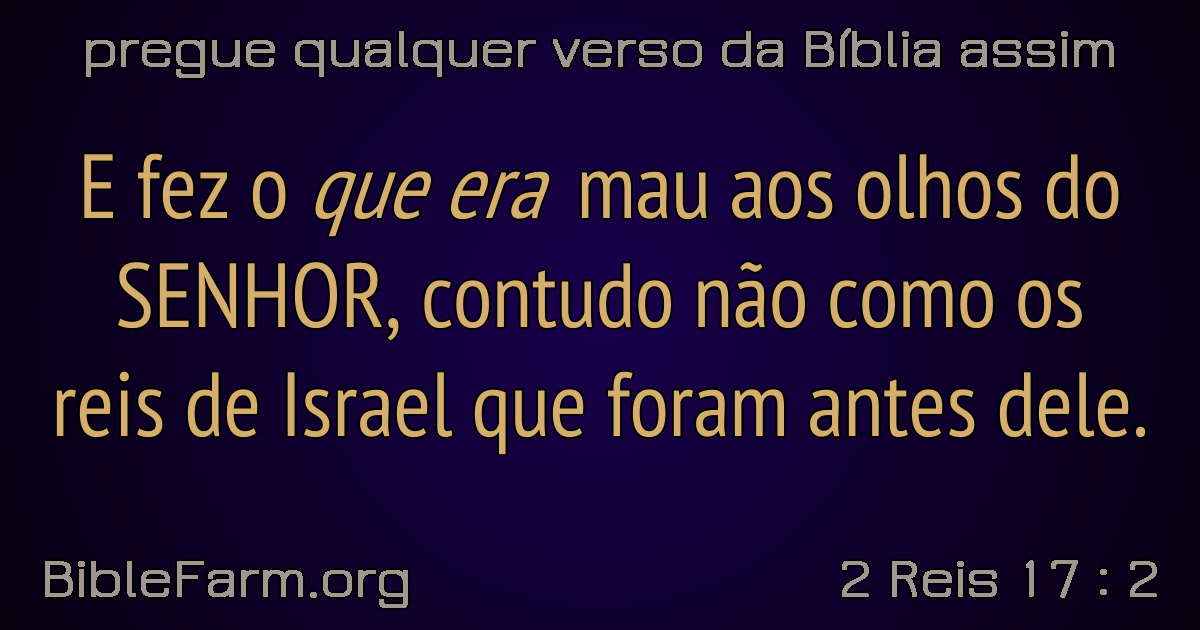 pregue qualquer verso da Bíblia assim
E fez o que era mau aos olhos do
SENHOR, contudo não como os
reis de Israel que foram antes dele.
BibleFarm.org
2 Reis 17 : 2